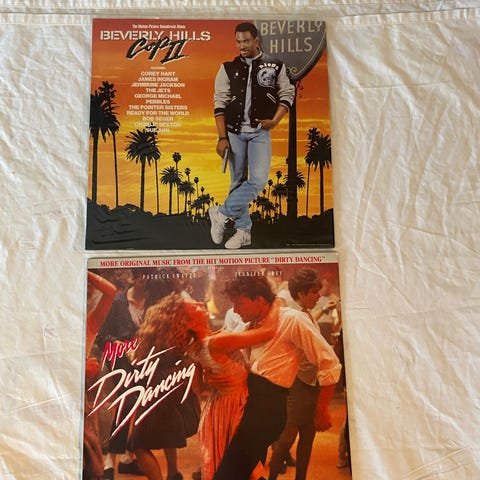 The Motion Picture Soundtrack Album
BEVERLY HILLS
Cop II
COREY HART
JAMES INGRAM
JERMAINE JACKSON
THE JETS
GEORGE MICHAEL
PEBBLES
THE POINTER SISTERS
READY FOR THE WORLD
BOB SEGER
CHARLIE SEXTON
SUE ANN
BEVERLY
HILLS
MORE ORIGINAL MUSIC FROM THE HIT MOTION PICTURE "DIRTY DANCING"
PATRICK SWAYZE
JENNIFER GREY
More
Dirty
Dancing